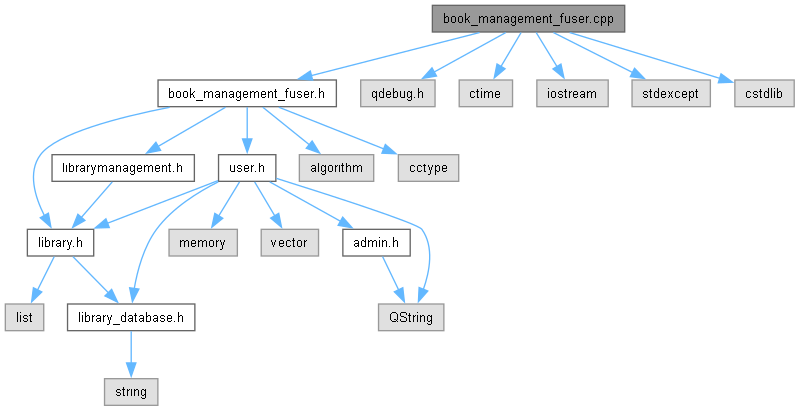 book_management_fuser.cpp
book_management_fuser.h
qdebug.h
ctime
iostream
stdexcept
cstdlib
librarymanagement.h
user.h
algorithm
cctype
library.h
memory
vector
admin.h
list
library_database.h
QString
string